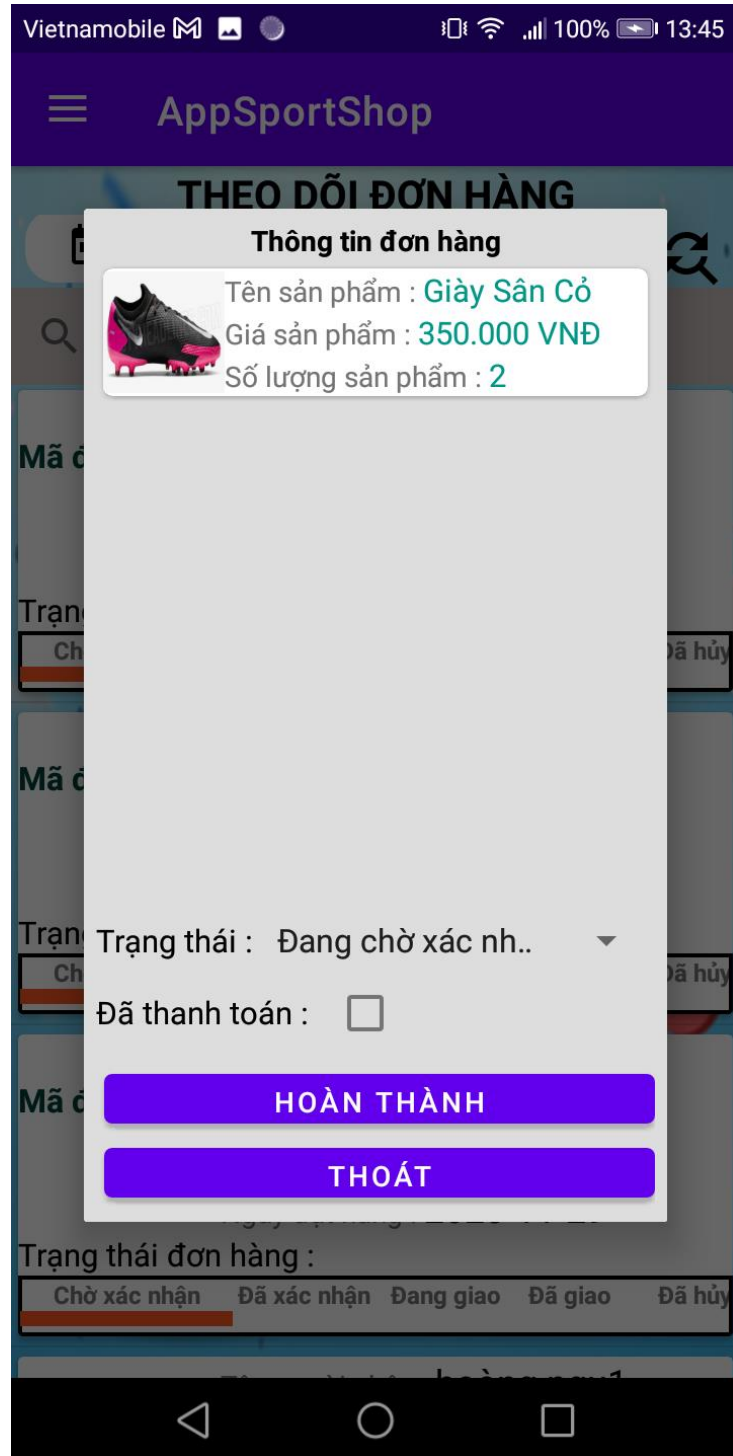 Vietnamobile 100% 13:45
AppSportShop
THEO DÕI ĐƠN HÀNG
Thông tin đơn hàng
Tên sản phẩm : Giày Sân Cỏ
Giá sản phẩm : 350.000 VNĐ
Số lượng sản phẩm : 2
Mã
Đã hủy
Mã
Trạng thái : Đang chờ xác nh..
Đã hủy
Đã thanh toán :
Mã
HOÀN THÀNH
THOÁT
Trạng thái đơn hàng :
Chờ xác nhận Đã xác nhận Đang giao Đã giao Đã hủy